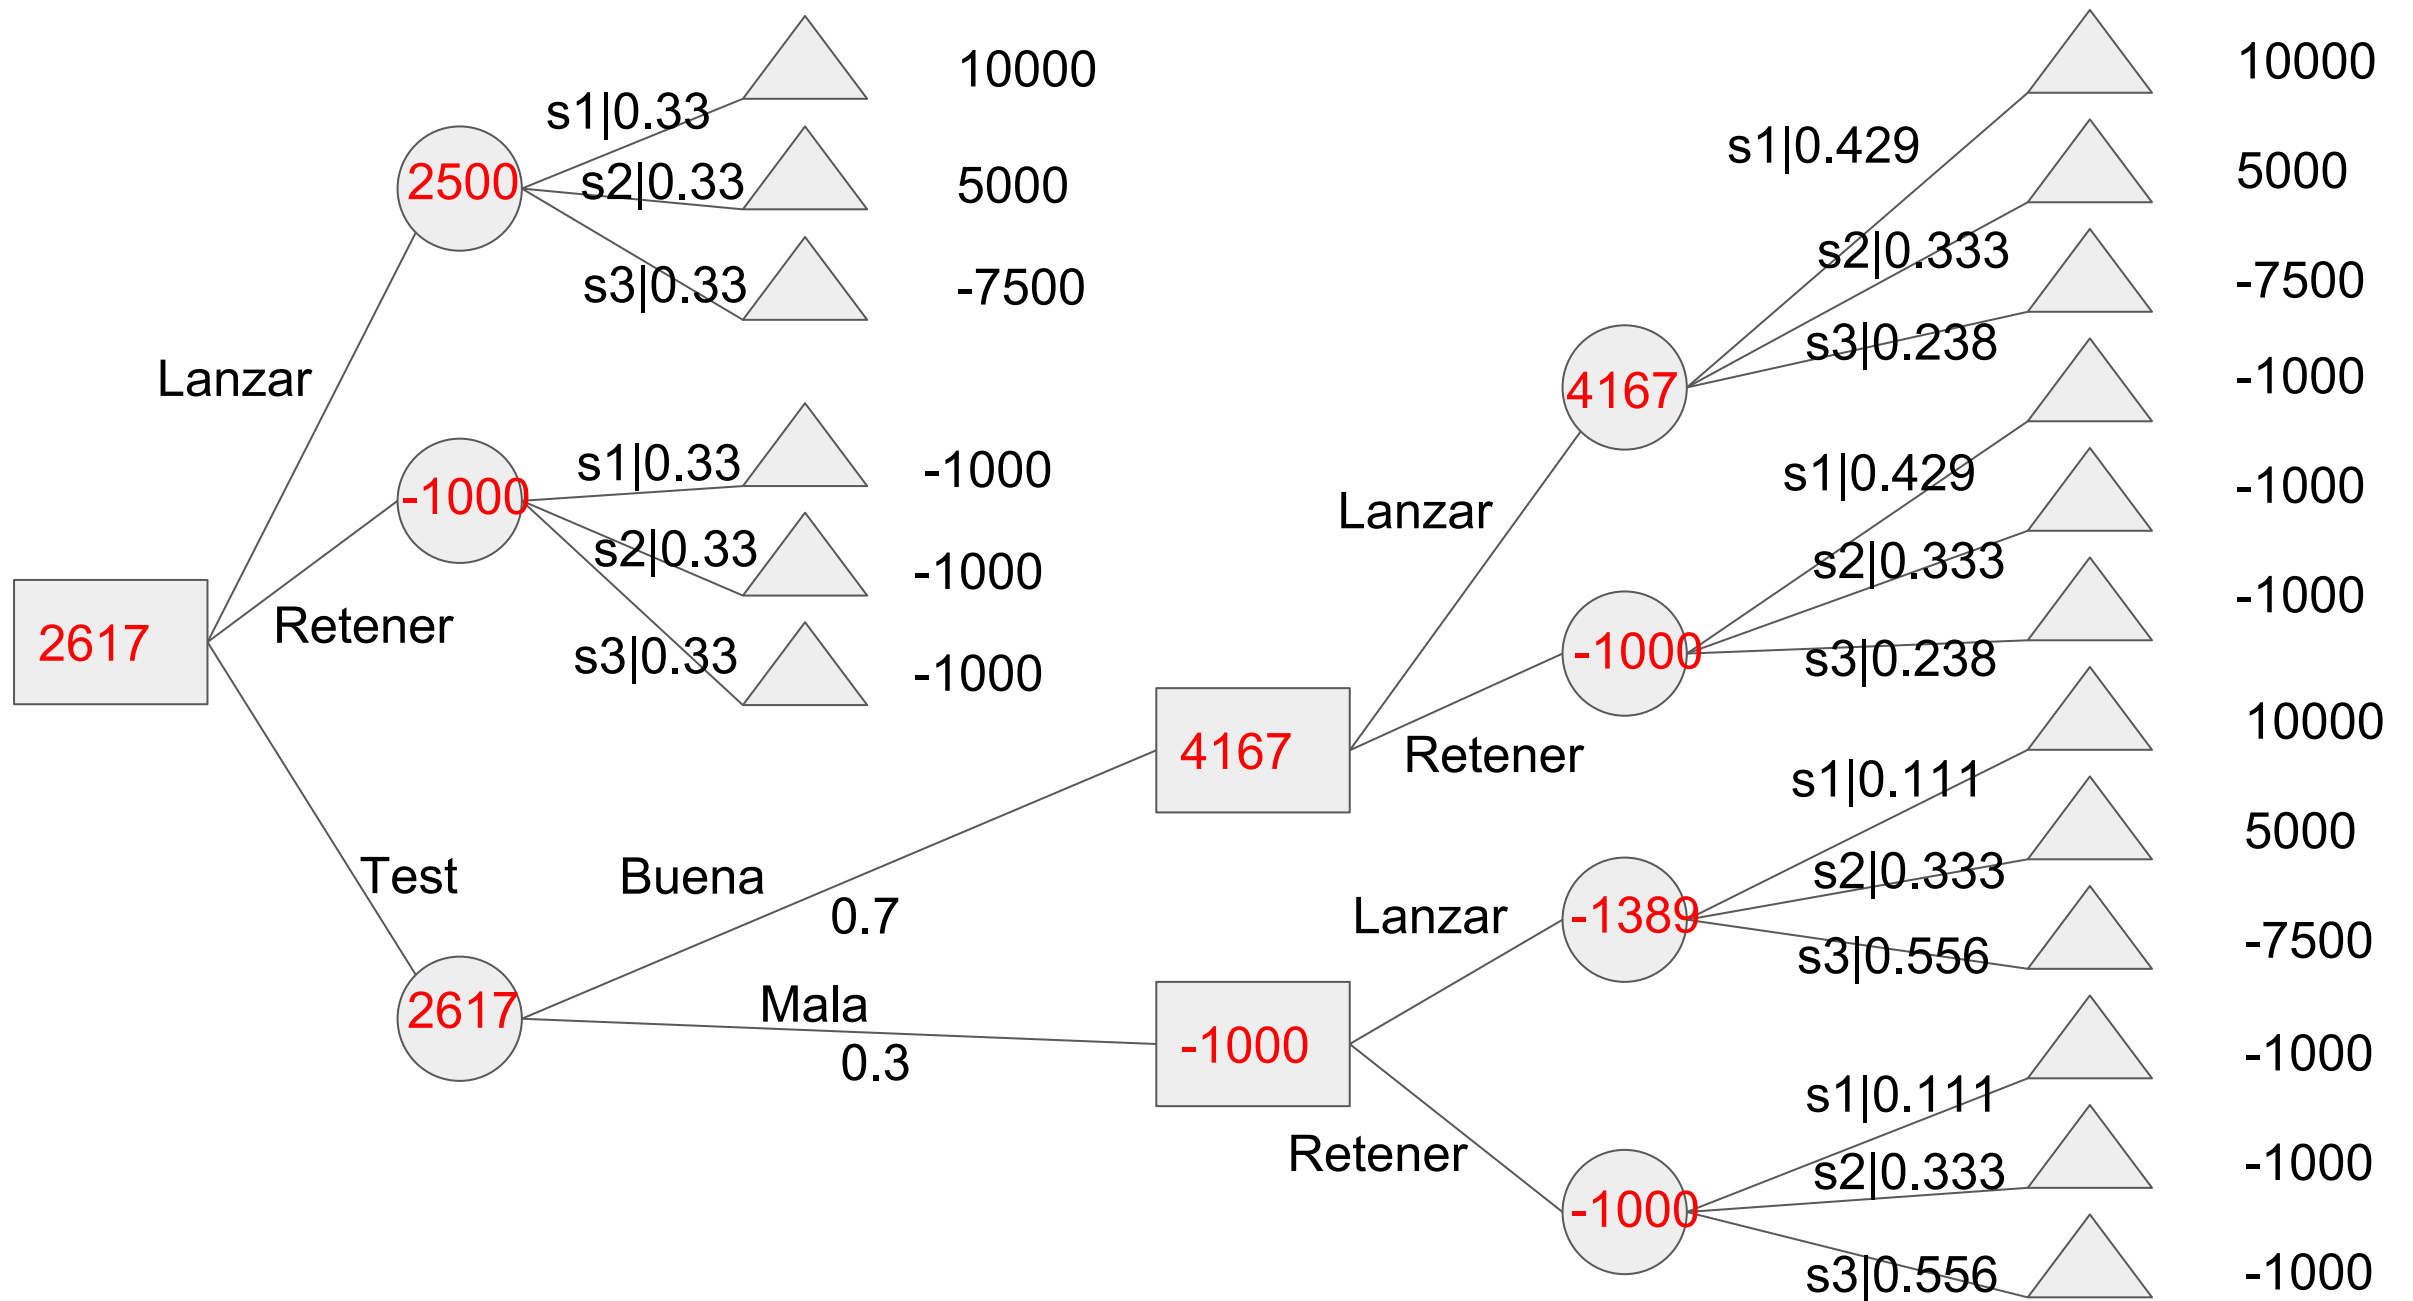 10000
s1|0.33
2500
s2|0.33
5000
s3|0.33
-7500
Lanzar
-1000
s1|0.33
-1000
s2|0.33
-1000
s3|0.33
-1000
Retener
2617
Test
2617
Buena
0.7
Mala
0.3
4167
Lanzar
4167
s1|0.429
10000
s2|0.333
5000
s3|0.238
-7500
Retener
-1000
s1|0.429
-1000
s2|0.333
-1000
s3|0.238
-1000
-1000
Lanzar
-1389
s1|0.111
10000
s2|0.333
5000
s3|0.556
-7500
Retener
-1000
s1|0.111
-1000
s2|0.333
-1000
s3|0.556
-1000